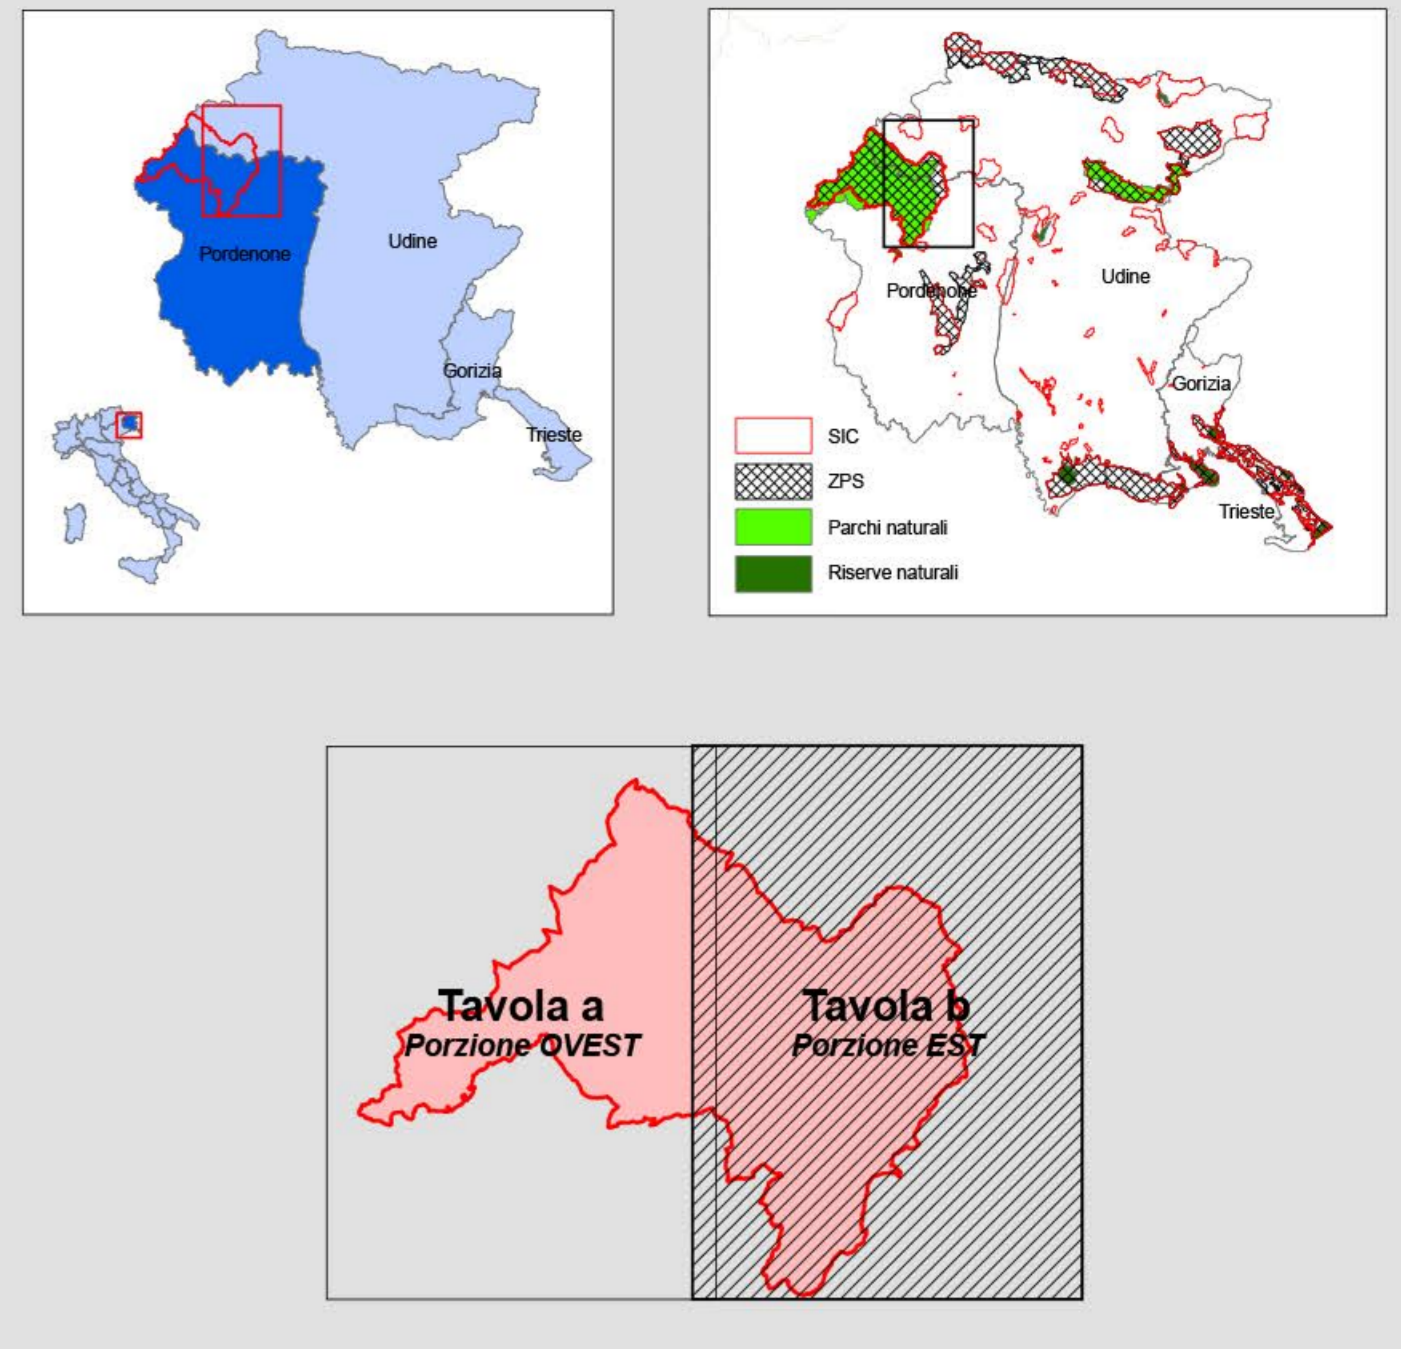 Pordenone
Udine
Gorizia
Trieste
Pordenone
Udine
Gorizia
Trieste
SIC
ZPS
Parchi naturali
Riserve naturali
Tavola a
Porzione OVEST
Tavola b
Porzione EST